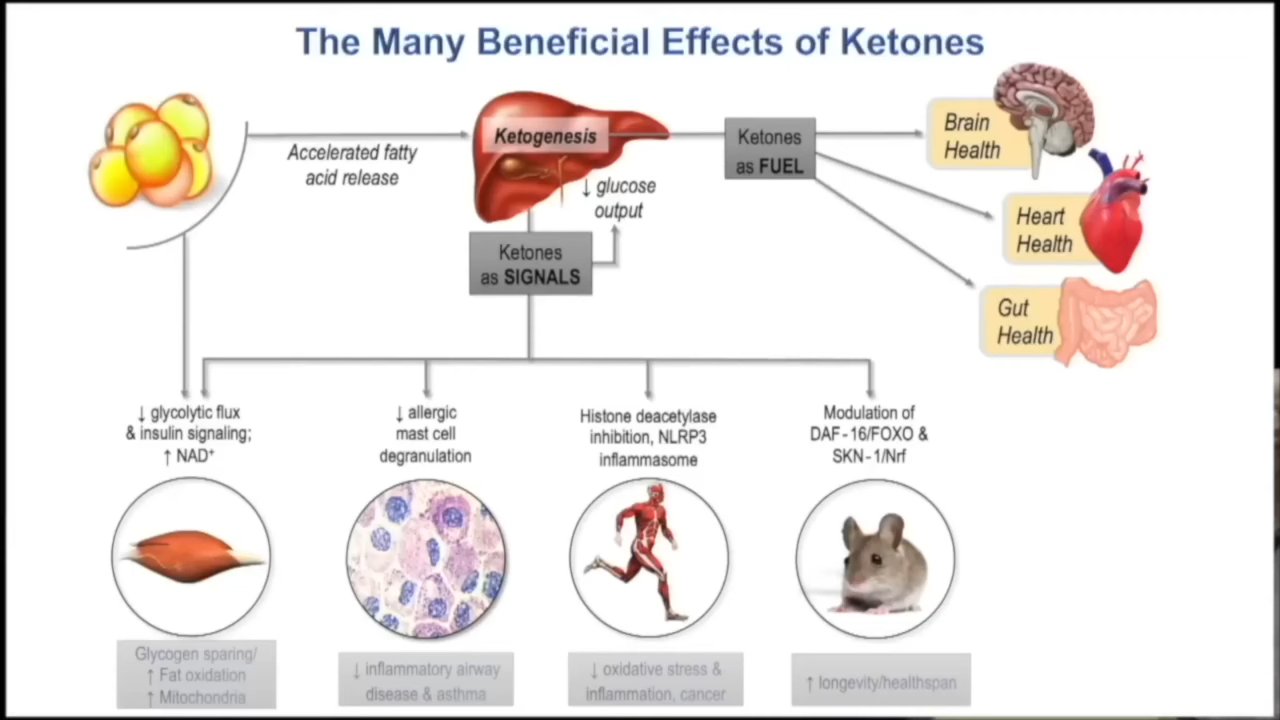 The Many Beneficial Effects of Ketones
Accelerated fatty
acid release
Ketogenesis
↓ glucose
output
Ketones
as FUEL
Brain
Health
Heart
Health
Gut
Health
Ketones
as SIGNALS
↓ glycolytic flux
& insulin signaling;
↑ NAD⁺
↓ allergic
mast cell
degranulation
Histone deacetylase
inhibition, NLRP3
inflammasome
Modulation of
DAF-16/FOXO &
SKN-1/Nrf
Glycogen sparing/
↑ Fat oxidation
↑ Mitochondria
↓ inflammatory airway
disease & asthma
↓ oxidative stress &
inflammation, cancer
↑ longevity/healthspan